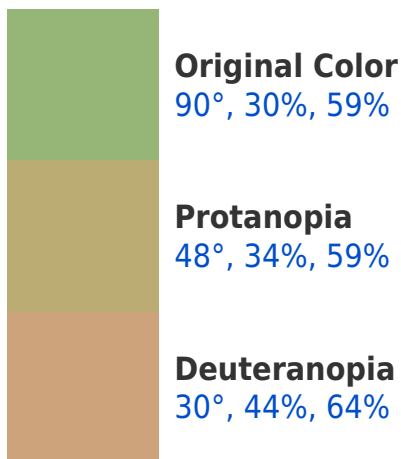 Original Color
90°, 30%, 59%
Protanopia
48°, 34%, 59%
Deuteranopia
30°, 44%, 64%